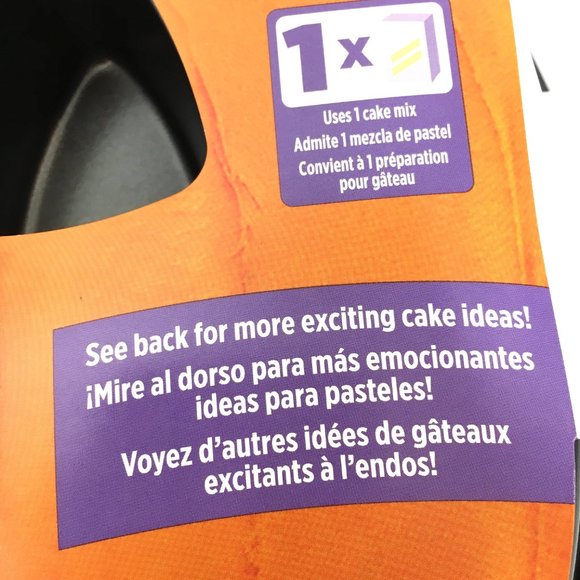 1 x
Uses 1 cake mix
Admite 1 mezcla de pastel
Convient à 1 préparation
pour gâteau
See back for more exciting cake ideas!
¡Mire al dorso para más emocionantes
ideas para pasteles!
Voyez d'autres idées de gâteaux
excitants à l'endos!